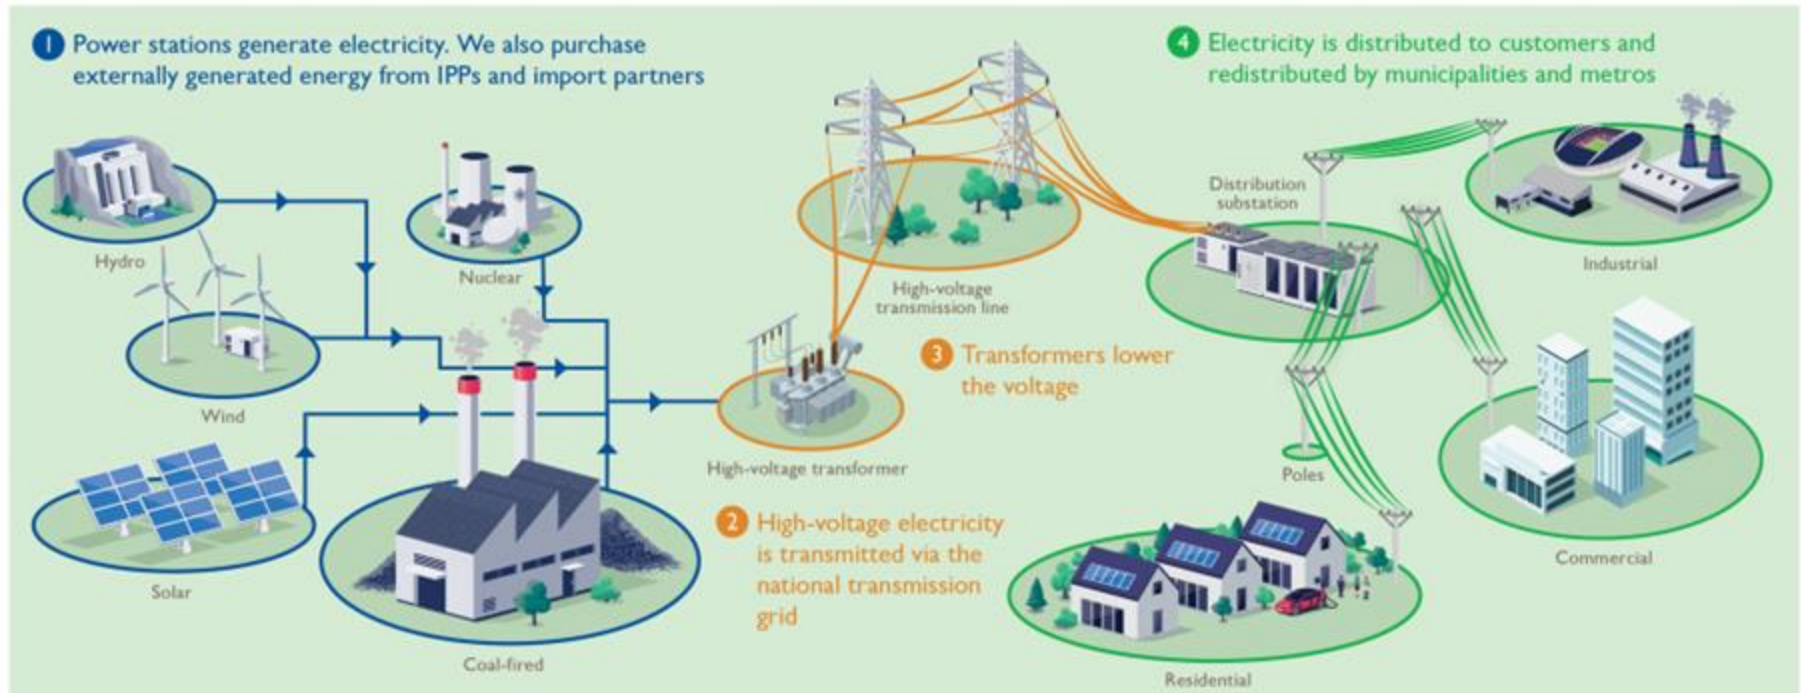 1 Power stations generate electricity. We also purchase
externally generated energy from IPPs and import partners
Hydro
Nuclear
Wind
Solar
Coal-fired
High-voltage transformer
2 High-voltage electricity
is transmitted via the
national transmission
grid
High-voltage
transmission line
3 Transformers lower
the voltage
4 Electricity is distributed to customers and
redistributed by municipalities and metros
Distribution
substation
Industrial
Poles
Commercial
Residential